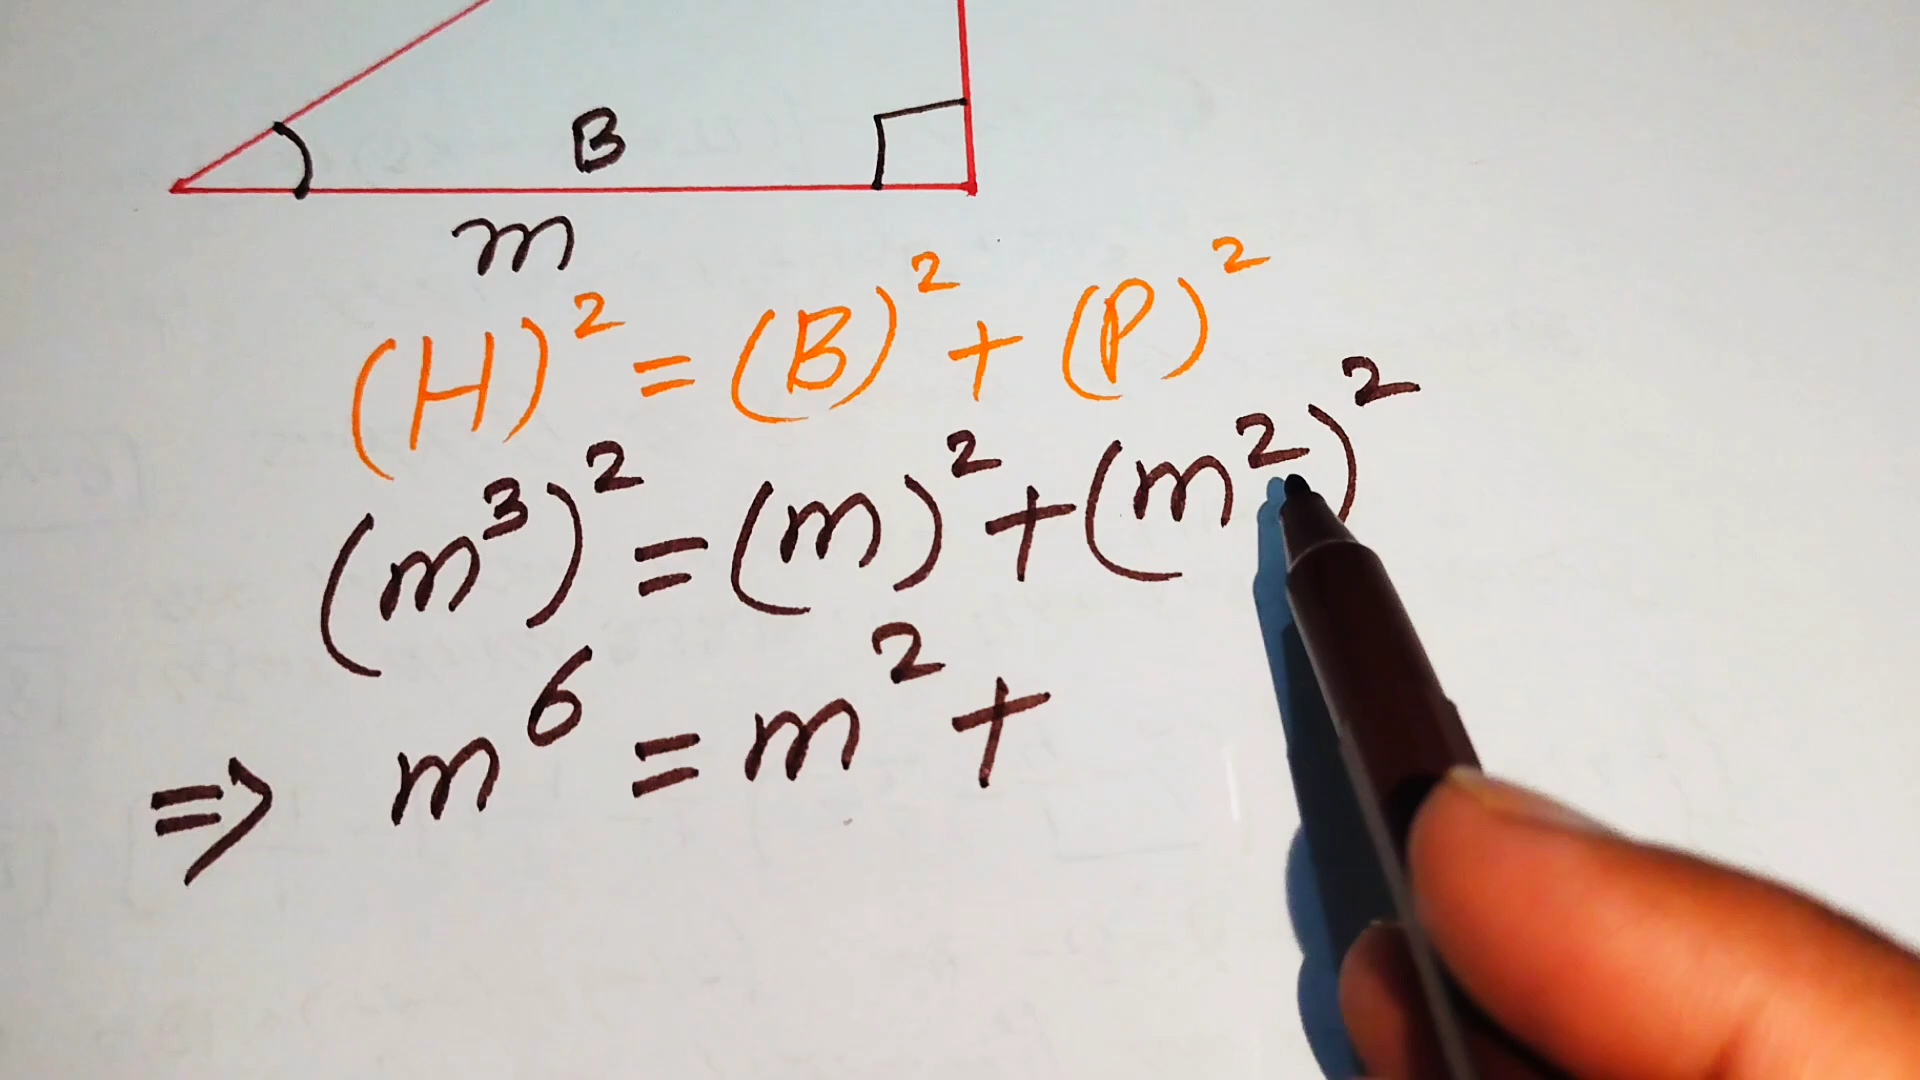 B
m
(H)² = (B)² + (P)²
(m³)² = (m)² + (m²)²
⇒ m⁶ = m² +